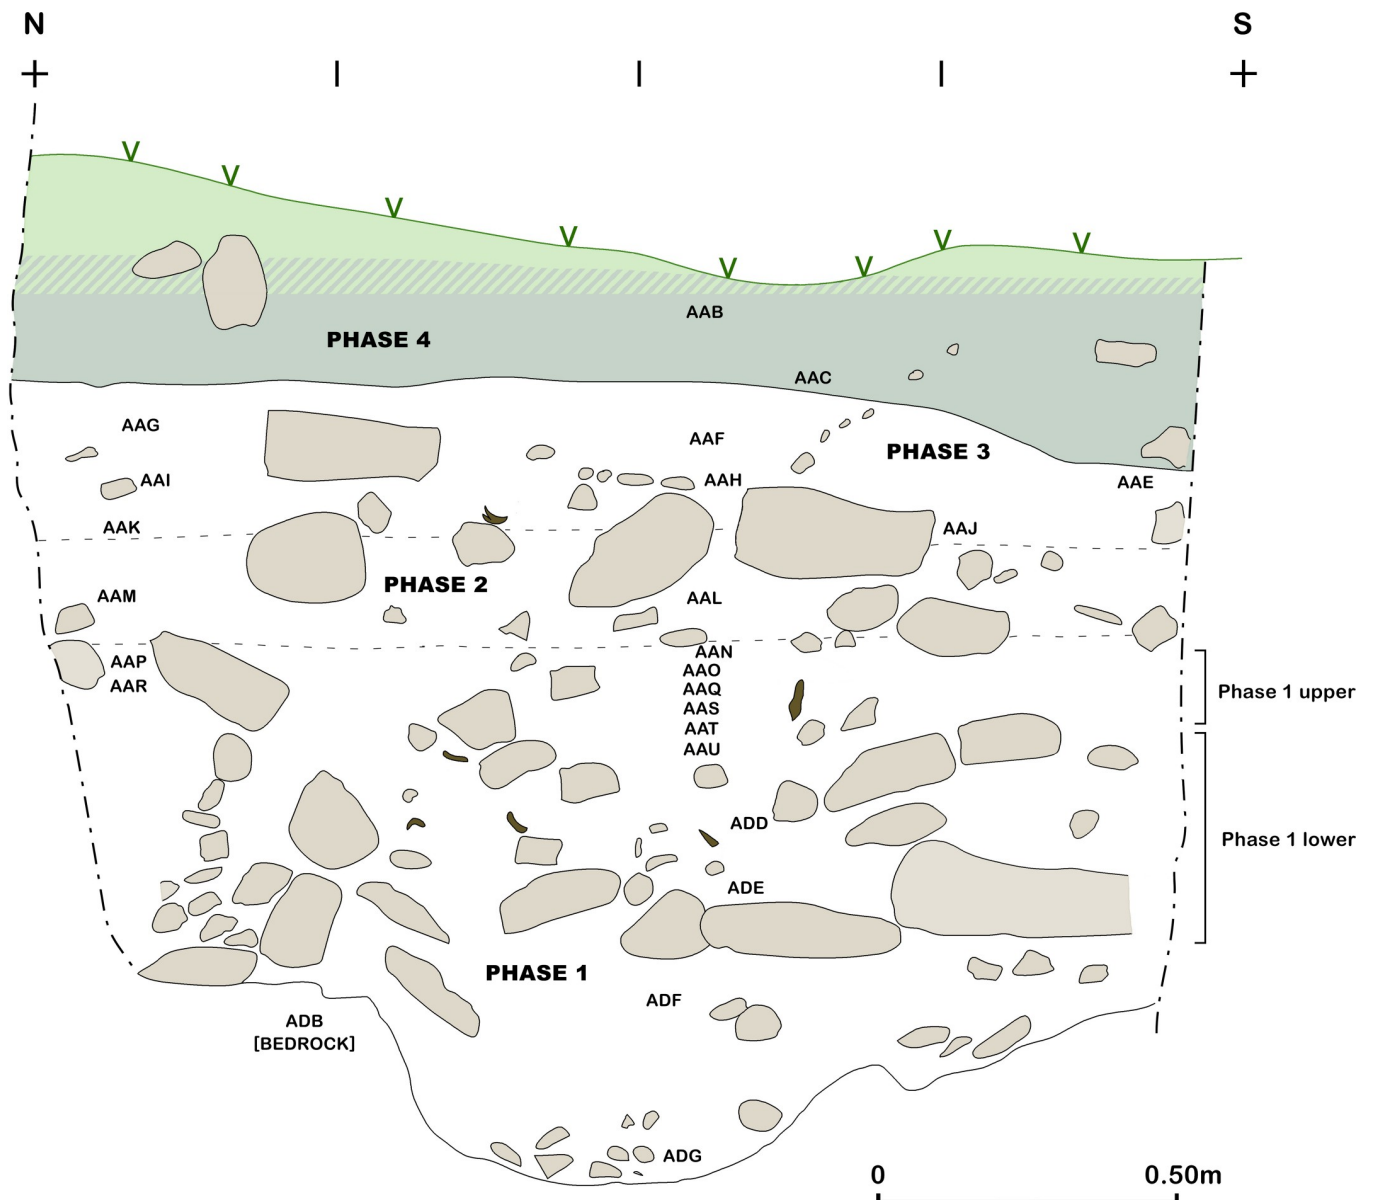 N S
AAB
PHASE 4
AAC
AAG
AAF
PHASE 3
AAI
AAH
AAE
AAK
AAJ
PHASE 2
AAM
AAL
AAN
AAP
AAO
AAR
AAQ
Phase 1 upper
AAS
AAT
AAU
ADD
Phase 1 lower
ADE
PHASE 1
ADF
ADB
[BEDROCK]
ADG
0 0.50m